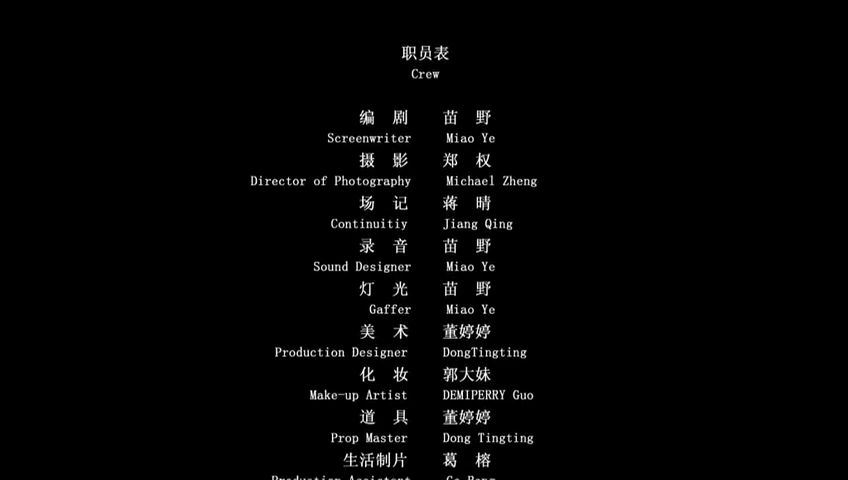 职员表
Crew
编 剧 苗 野
Screenwriter Miao Ye
摄 影 郑 权
Director of Photography Michael Zheng
场 记 蒋 晴
Continuitiy Jiang Qing
录 音 苗 野
Sound Designer Miao Ye
灯 光 苗 野
Gaffer Miao Ye
美 术 董婷婷
Production Designer DongTingting
化 妆 郭大妹
Make-up Artist DEMIPERRY Guo
道 具 董婷婷
Prop Master Dong Tingting
生活制片 葛 榕
Production Assistant